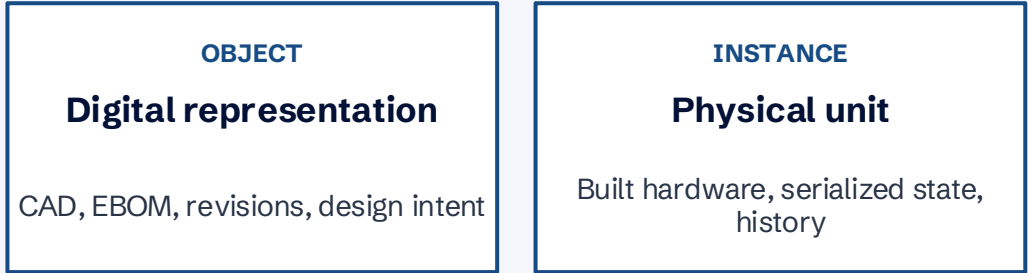 OBJECT
Digital representation
CAD, EBOM, revisions, design intent
INSTANCE
Physical unit
Built hardware, serialized state,
history